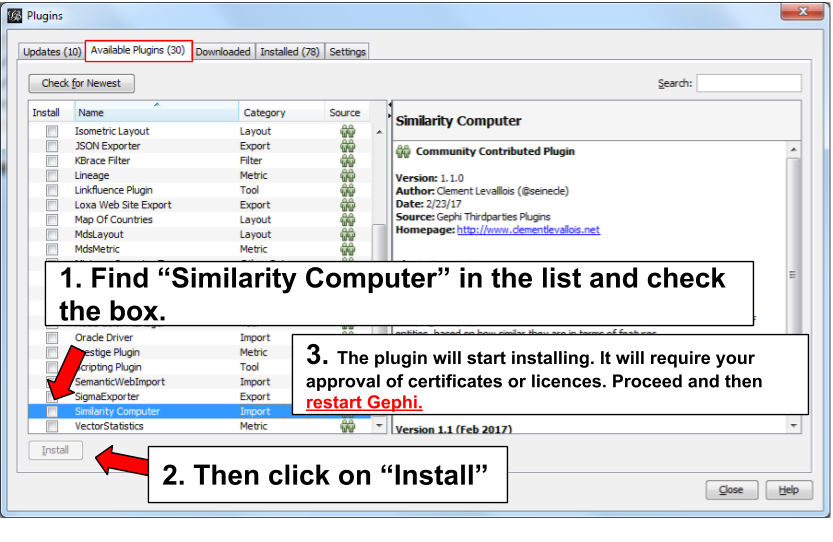 Plugins
Updates (10) Available Plugins (30) Downloaded Installed (78) Settings
Check for Newest
Search:
Install Name Category Source
Isometric Layout Layout
JSON Exporter Export
KBrace Filter Filter
Lineage Metric
Linkfluence Plugin Tool
Loxa Web Site Export Export
Map Of Countries Layout
MdsLayout Layout
MdsMetric Metric
Oracle Driver Import
Prestige Plugin Metric
Scripting Plugin Tool
SemanticWebImport Import
SigmaExporter Export
Similarity Computer Import
VectorStatistics Metric
Install
Similarity Computer
Community Contributed Plugin
Version: 1.1.0
Author: Clement Levallois (@seinecle)
Date: 2/23/17
Source: Gephi Thirdparties Plugins
Homepage: http://www.clementlevallois.net
1. Find “Similarity Computer” in the list and check
the box.
entities, based on how similar they are in terms of features
3. The plugin will start installing. It will require your
approval of certificates or licences. Proceed and then
restart Gephi.
Version 1.1 (Feb 2017)
2. Then click on “Install”
Close Help